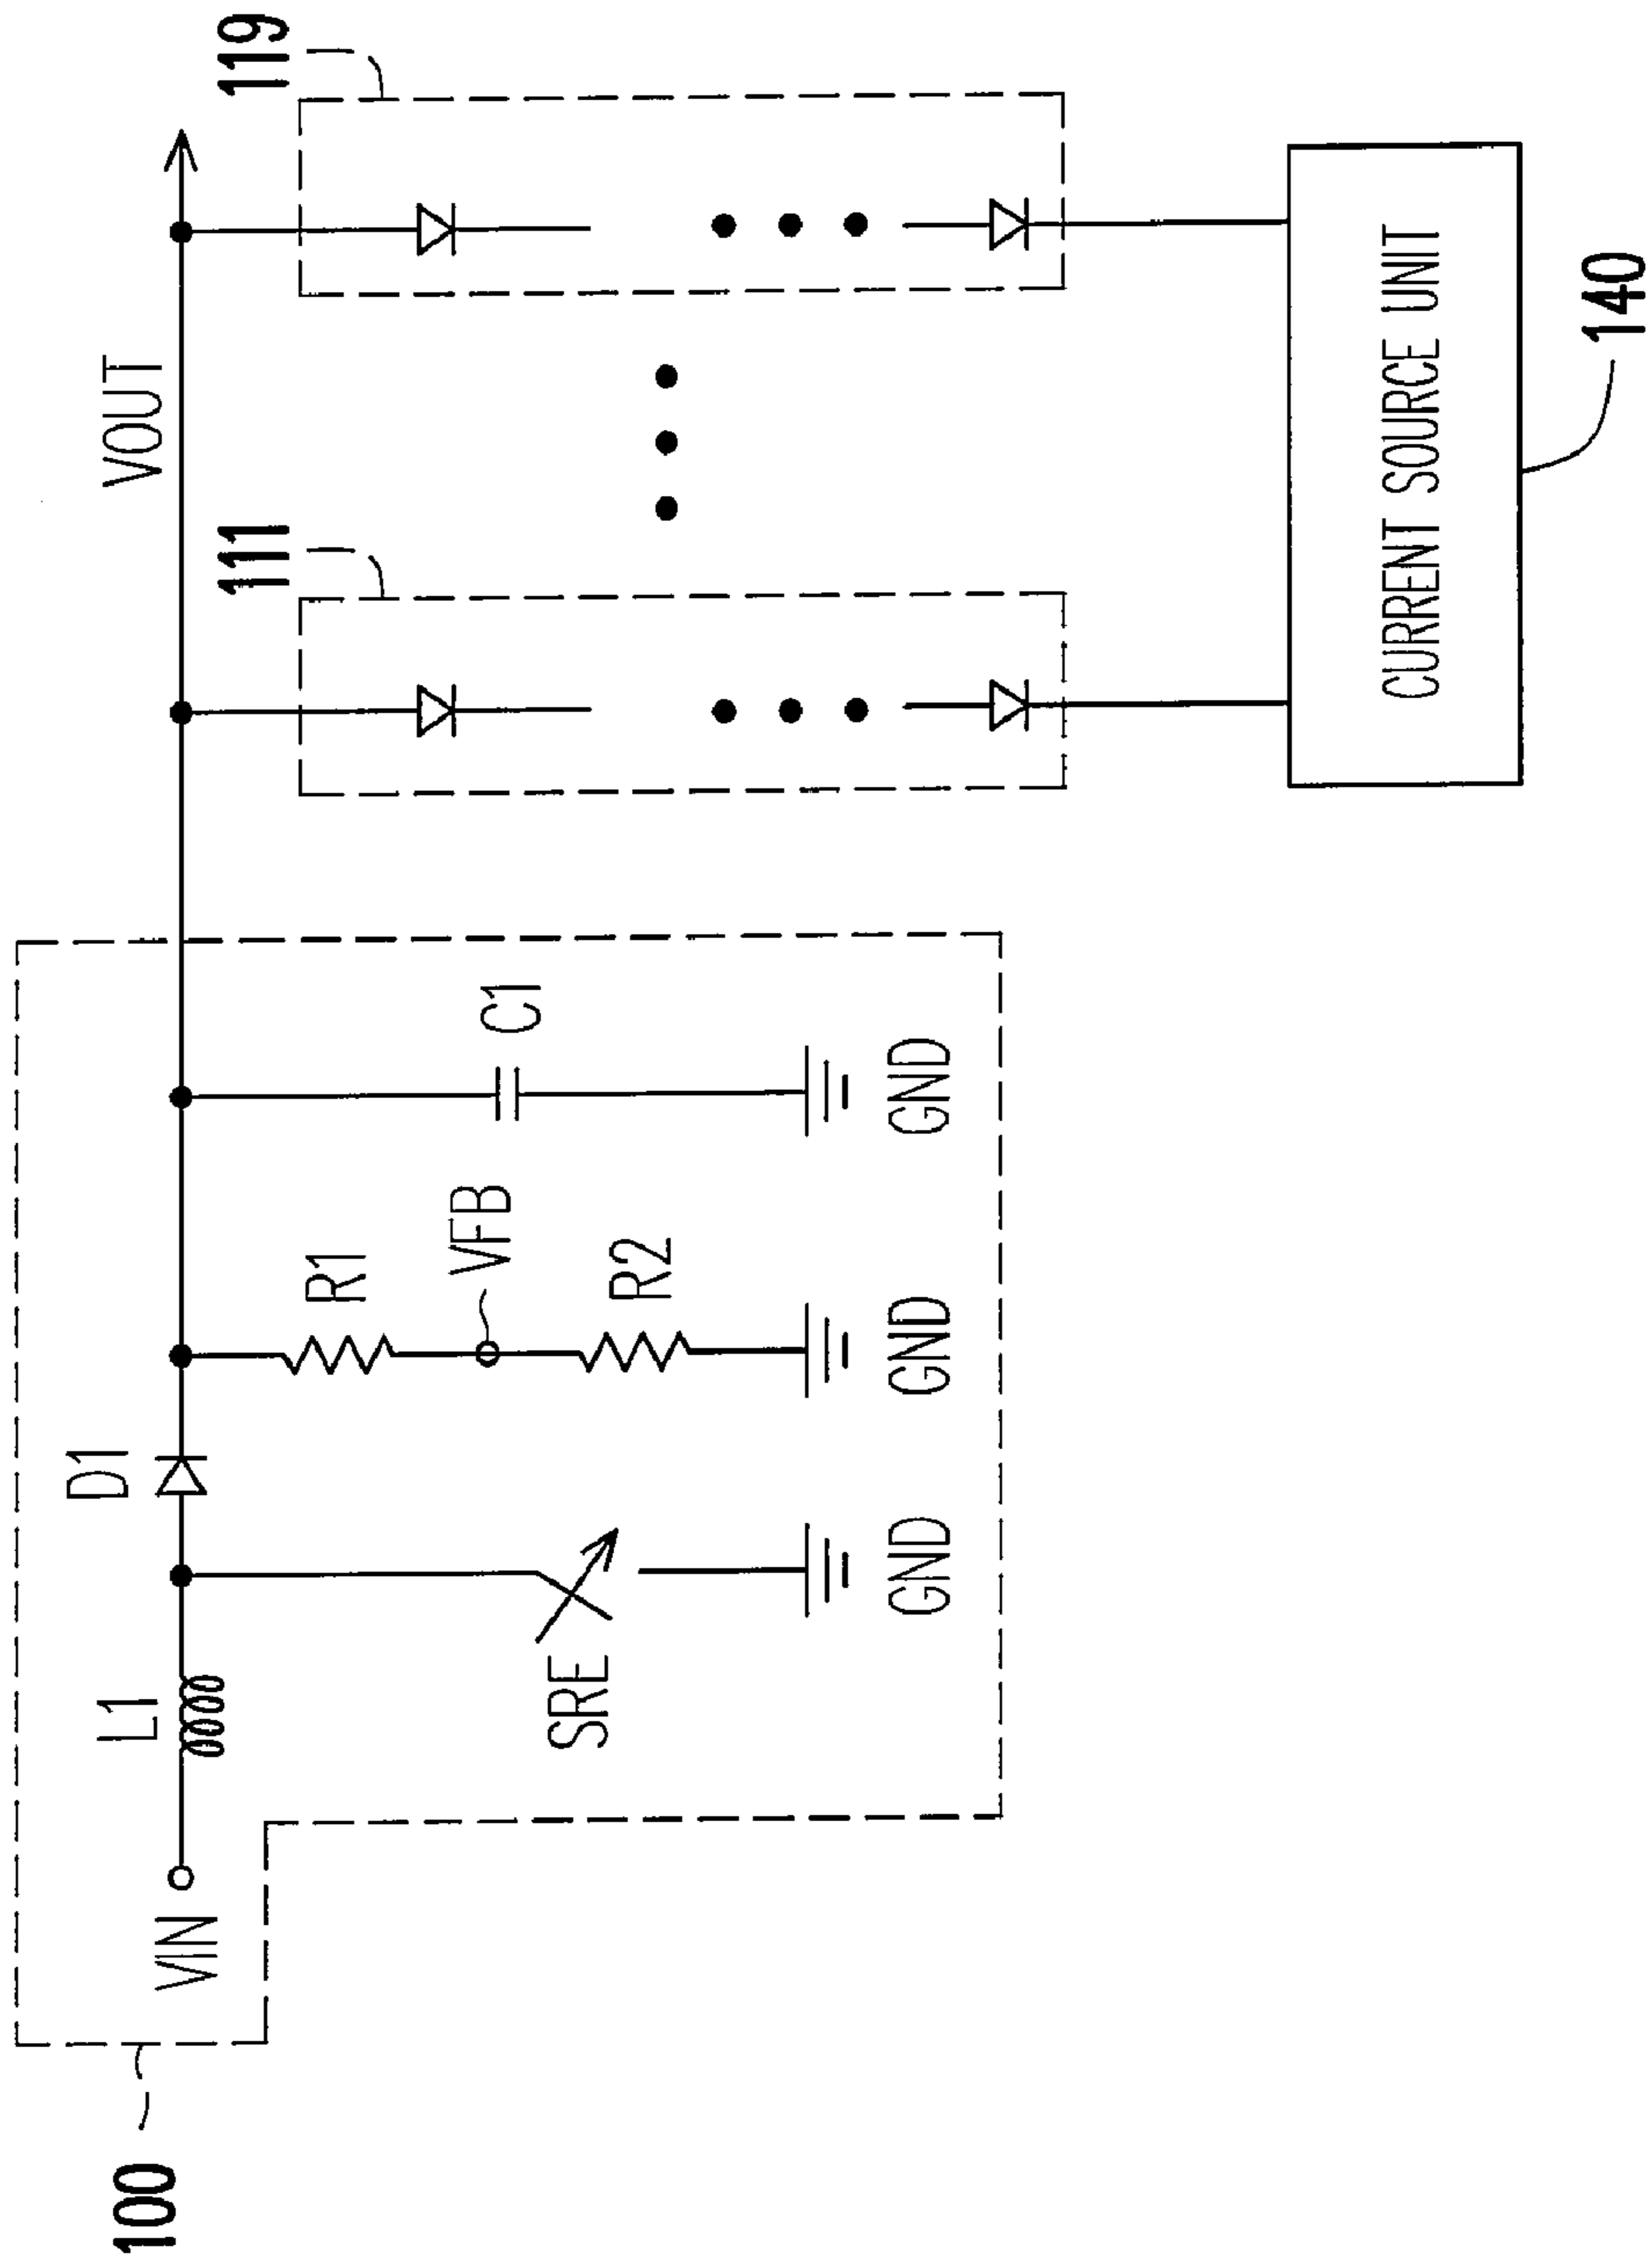 100
VIN
L1
D1
VOUT
111
119
R1
VFB
R2
C1
SRE
GND
GND
GND
CURRENT SOURCE UNIT
140